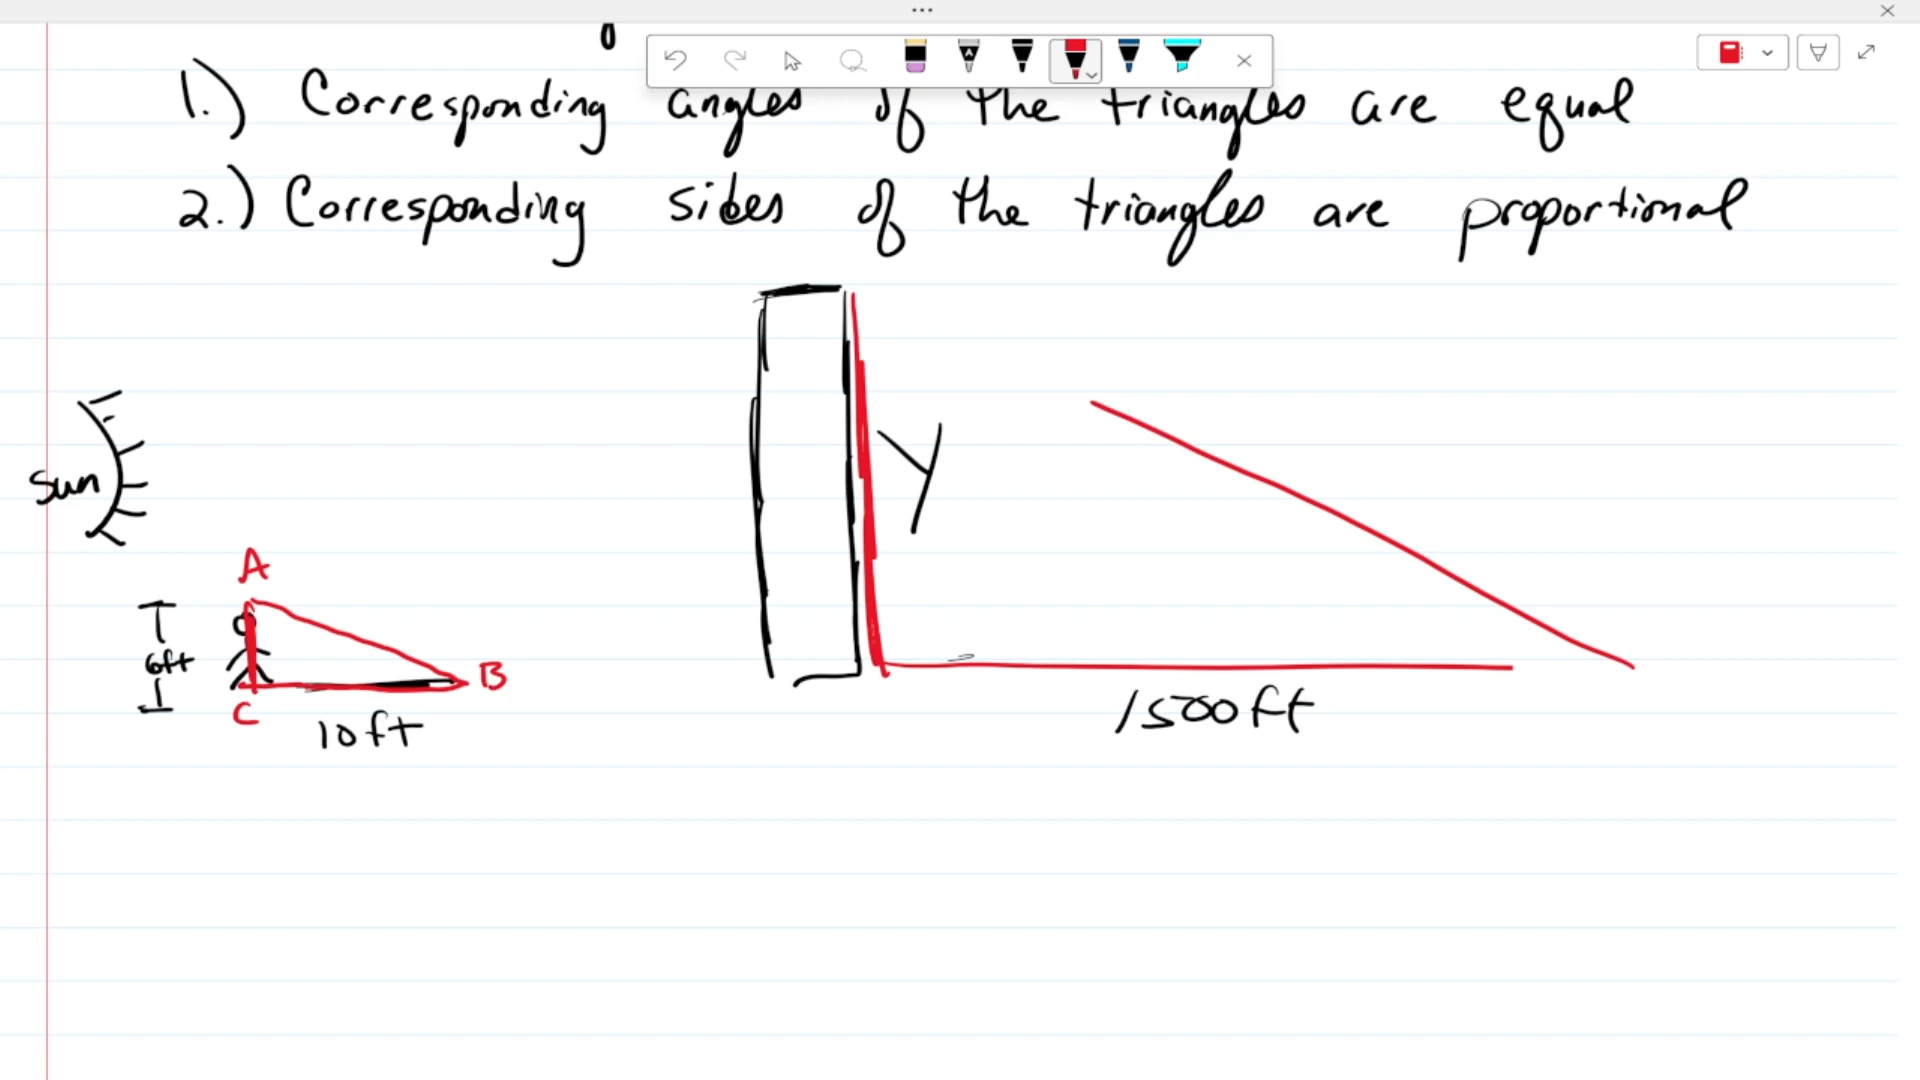 1.) Corresponding angles of the triangles are equal
2.) Corresponding sides of the triangles are proportional
Sun
Y
A
6ft
B
C
10ft
1500ft